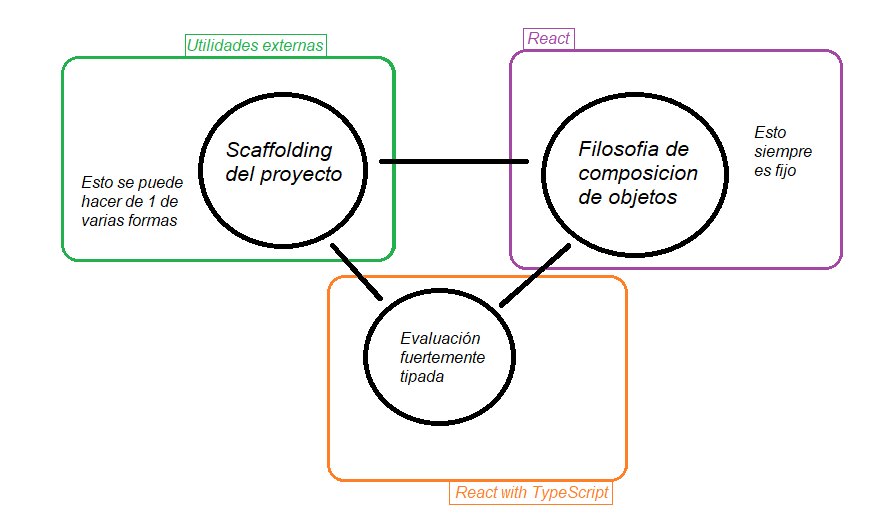 Utilidades externas
React
Scaffolding
del proyecto
Esto se puede
hacer de 1 de
varias formas
Filosofia de
composicion
de objetos
Esto
siempre
es fijo
Evaluación
fuertemente
tipada
React with TypeScript